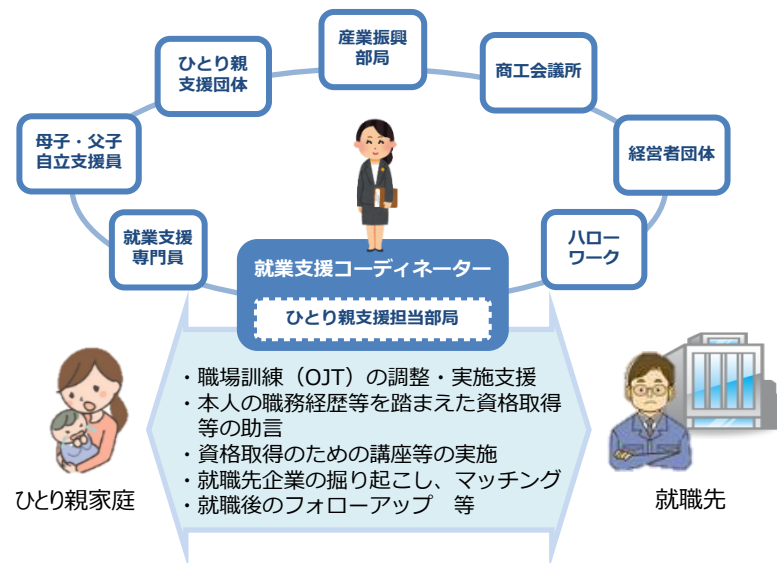 産業振興
部局
ひとり親
支援団体
商工会議所
母子・父子
自立支援員
経営者団体
就業支援
専門員
ハロー
ワーク
就業支援コーディネーター
ひとり親支援担当部局
・職場訓練（OJT）の調整・実施支援
・本人の職務経歴等を踏まえた資格取得
等の助言
・資格取得のための講座等の実施
・就職先企業の掘り起こし、マッチング
・就職後のフォローアップ　等
ひとり親家庭
就職先